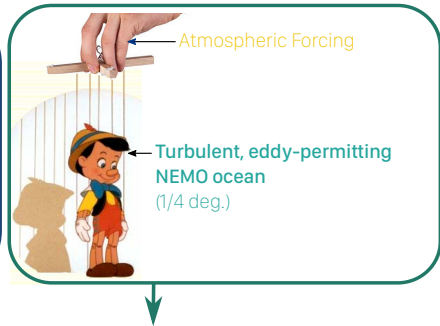 Atmospheric Forcing
Turbulent, eddy-permitting
NEMO ocean
(1/4 deg.)